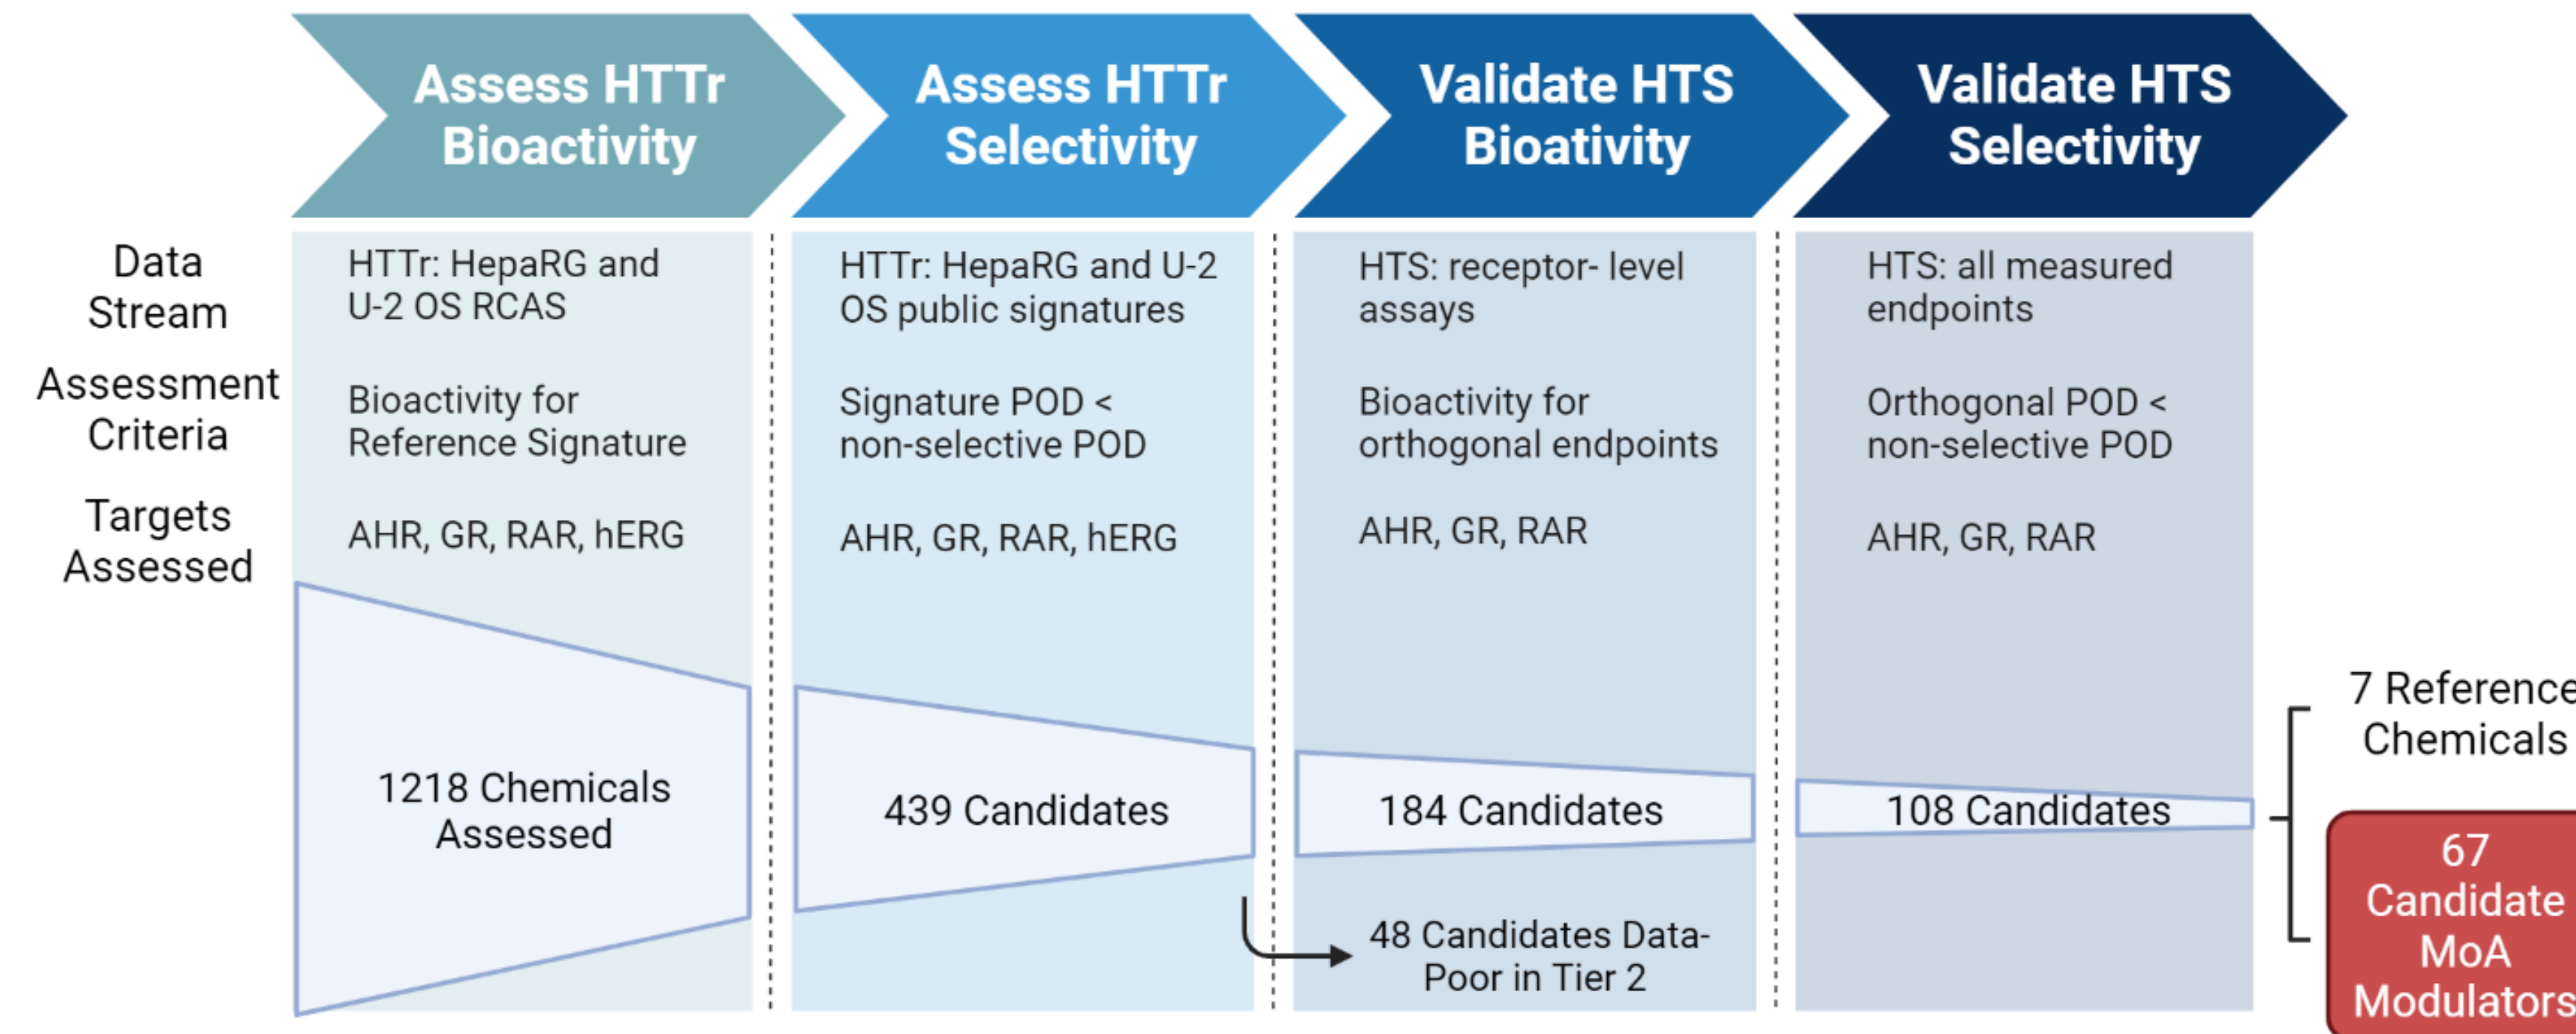 Assess HTTr
Bioactivity
Assess HTTr
Selectivity
Validate HTS
Bioativity
Validate HTS
Selectivity
Data
Stream
HTTr: HepaRG and
U-2 OS RCAS
HTTr: HepaRG and U-2
OS public signatures
HTS: receptor- level
assays
HTS: all measured
endpoints
Assessment
Criteria
Bioactivity for
Reference Signature
Signature POD <
non-selective POD
Bioactivity for
orthogonal endpoints
Orthogonal POD <
non-selective POD
Targets
Assessed
AHR, GR, RAR, hERG
AHR, GR, RAR, hERG
AHR, GR, RAR
AHR, GR, RAR
1218 Chemicals
Assessed
439 Candidates
184 Candidates
108 Candidates
48 Candidates Data-
Poor in Tier 2
7 Reference
Chemicals
67
Candidate
MoA
Modulators